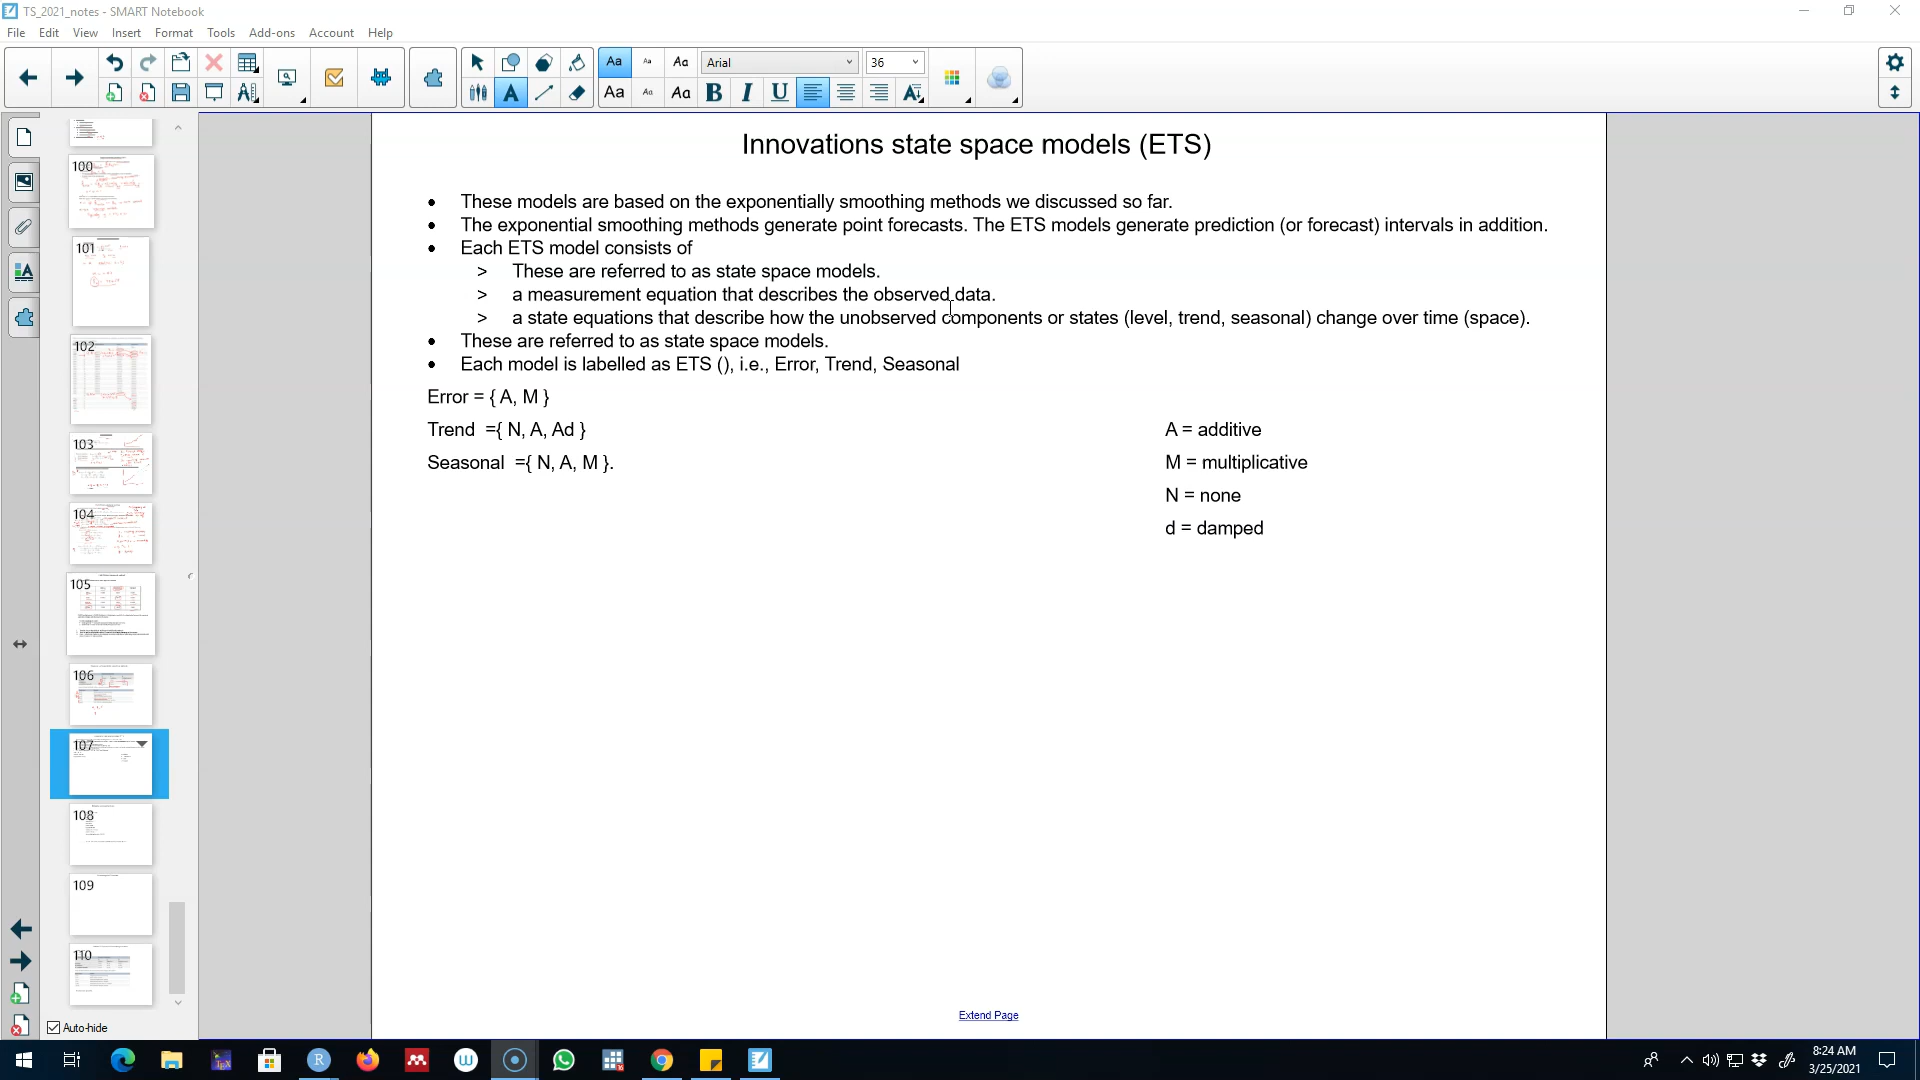 TS_2021_notes - SMART Notebook
File Edit View Insert Format Tools Add-ons Account Help
Arial 36
Innovations state space models (ETS)
• These models are based on the exponentially smoothing methods we discussed so far.
• The exponential smoothing methods generate point forecasts. The ETS models generate prediction (or forecast) intervals in addition.
• Each ETS model consists of
> These are referred to as state space models.
> a measurement equation that describes the observed data.
> a state equations that describe how the unobserved components or states (level, trend, seasonal) change over time (space).
• These are referred to as state space models.
• Each model is labelled as ETS (), i.e., Error, Trend, Seasonal
Error = { A, M }
Trend ={ N, A, Ad }
Seasonal ={ N, A, M }.
A = additive
M = multiplicative
N = none
d = damped
Extend Page
100
101
102
103
104
105
106
107
108
109
110
Auto-hide
8:24 AM
3/25/2021